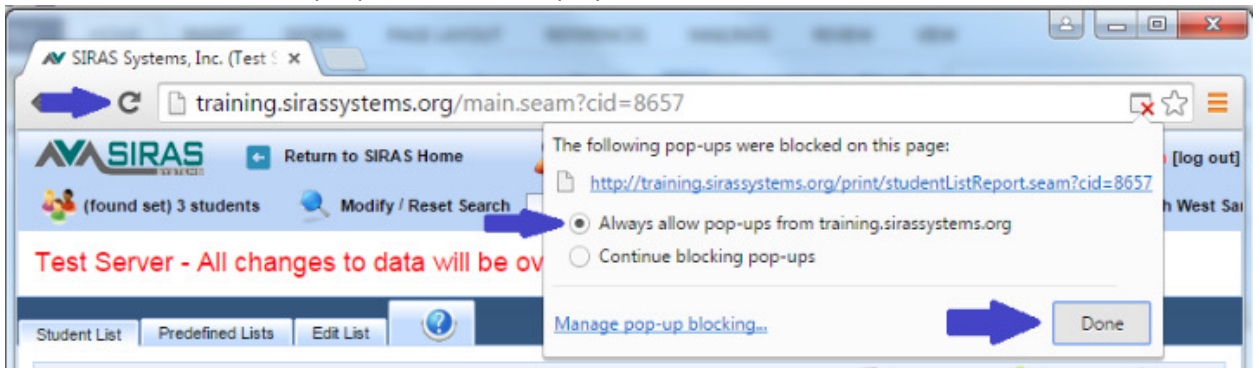 SIRAS Systems, Inc. (Test S
training.sirassystems.org/main.seam?cid=8657
The following pop-ups were blocked on this page:
http://training.sirassystems.org/print/studentListReport.seam?cid=8657
Always allow pop-ups from training.sirassystems.org
Continue blocking pop-ups
Manage pop-up blocking...
Done
SIRAS
SYSTEMS
Return to SIRAS Home
[log out]
(found set) 3 students
Modify / Reset Search
h West Sa
Test Server - All changes to data will be ov
Student List
Predefined Lists
Edit List